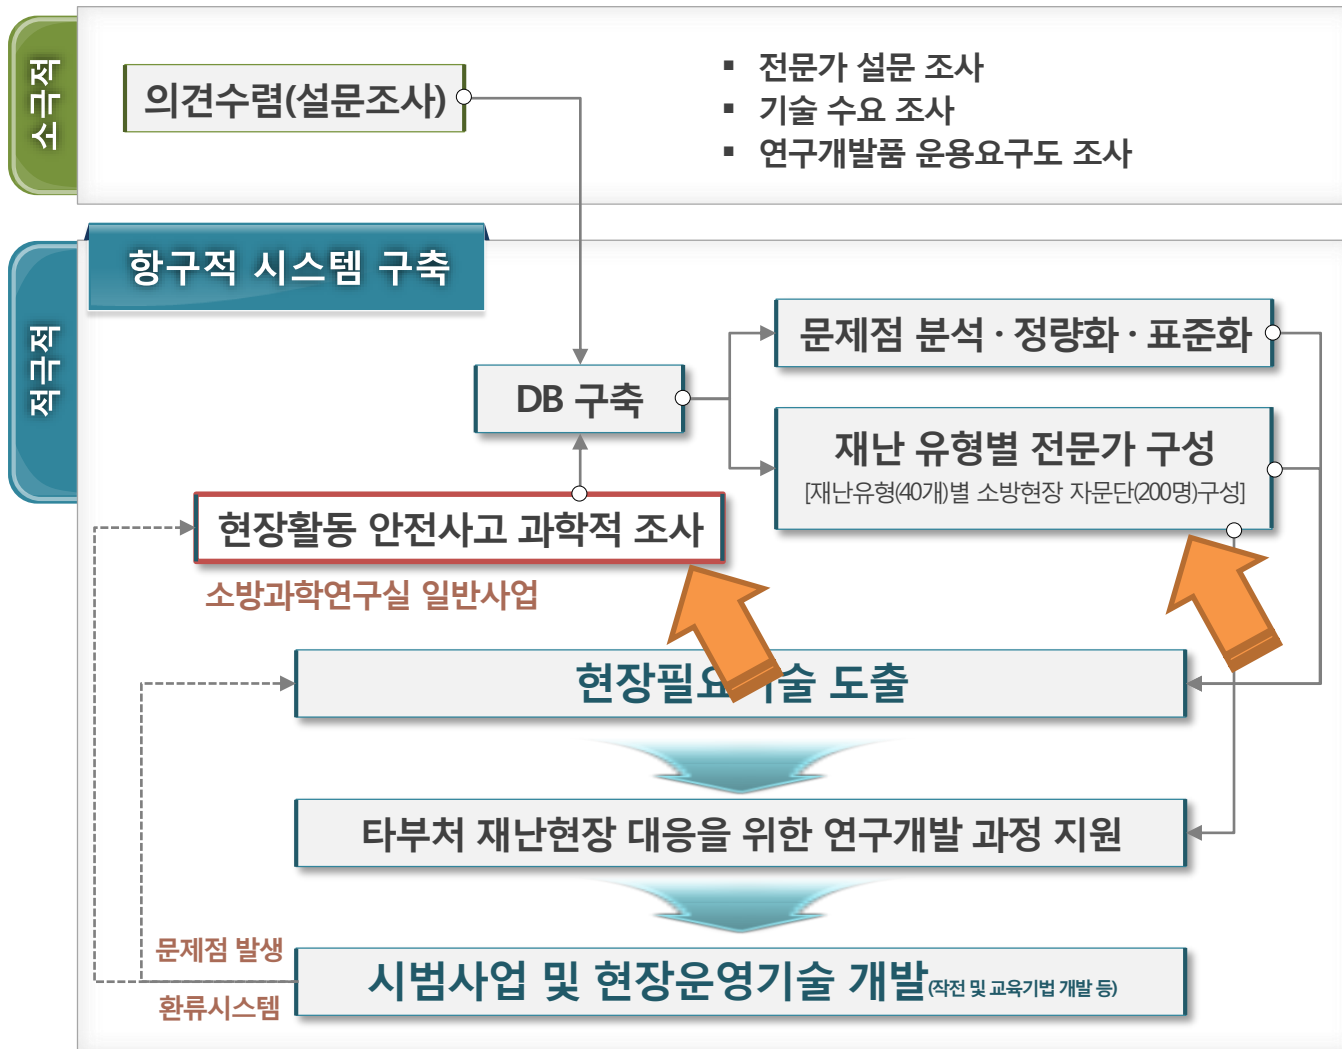 소극적
의견수렴(설문조사)
▪ 전문가 설문 조사
▪ 기술 수요 조사
▪ 연구개발품 운용요구도 조사
적극적
항구적 시스템 구축
문제점 분석 · 정량화 · 표준화
DB 구축
재난 유형별 전문가 구성
[재난유형(40개)별 소방현장 자문단(200명)구성]
현장활동 안전사고 과학적 조사
소방과학연구실 일반사업
현장필요기술 도출
타부처 재난현장 대응을 위한 연구개발 과정 지원
문제점 발생
환류시스템
시범사업 및 현장운영기술 개발(작전 및 교육기법 개발 등)